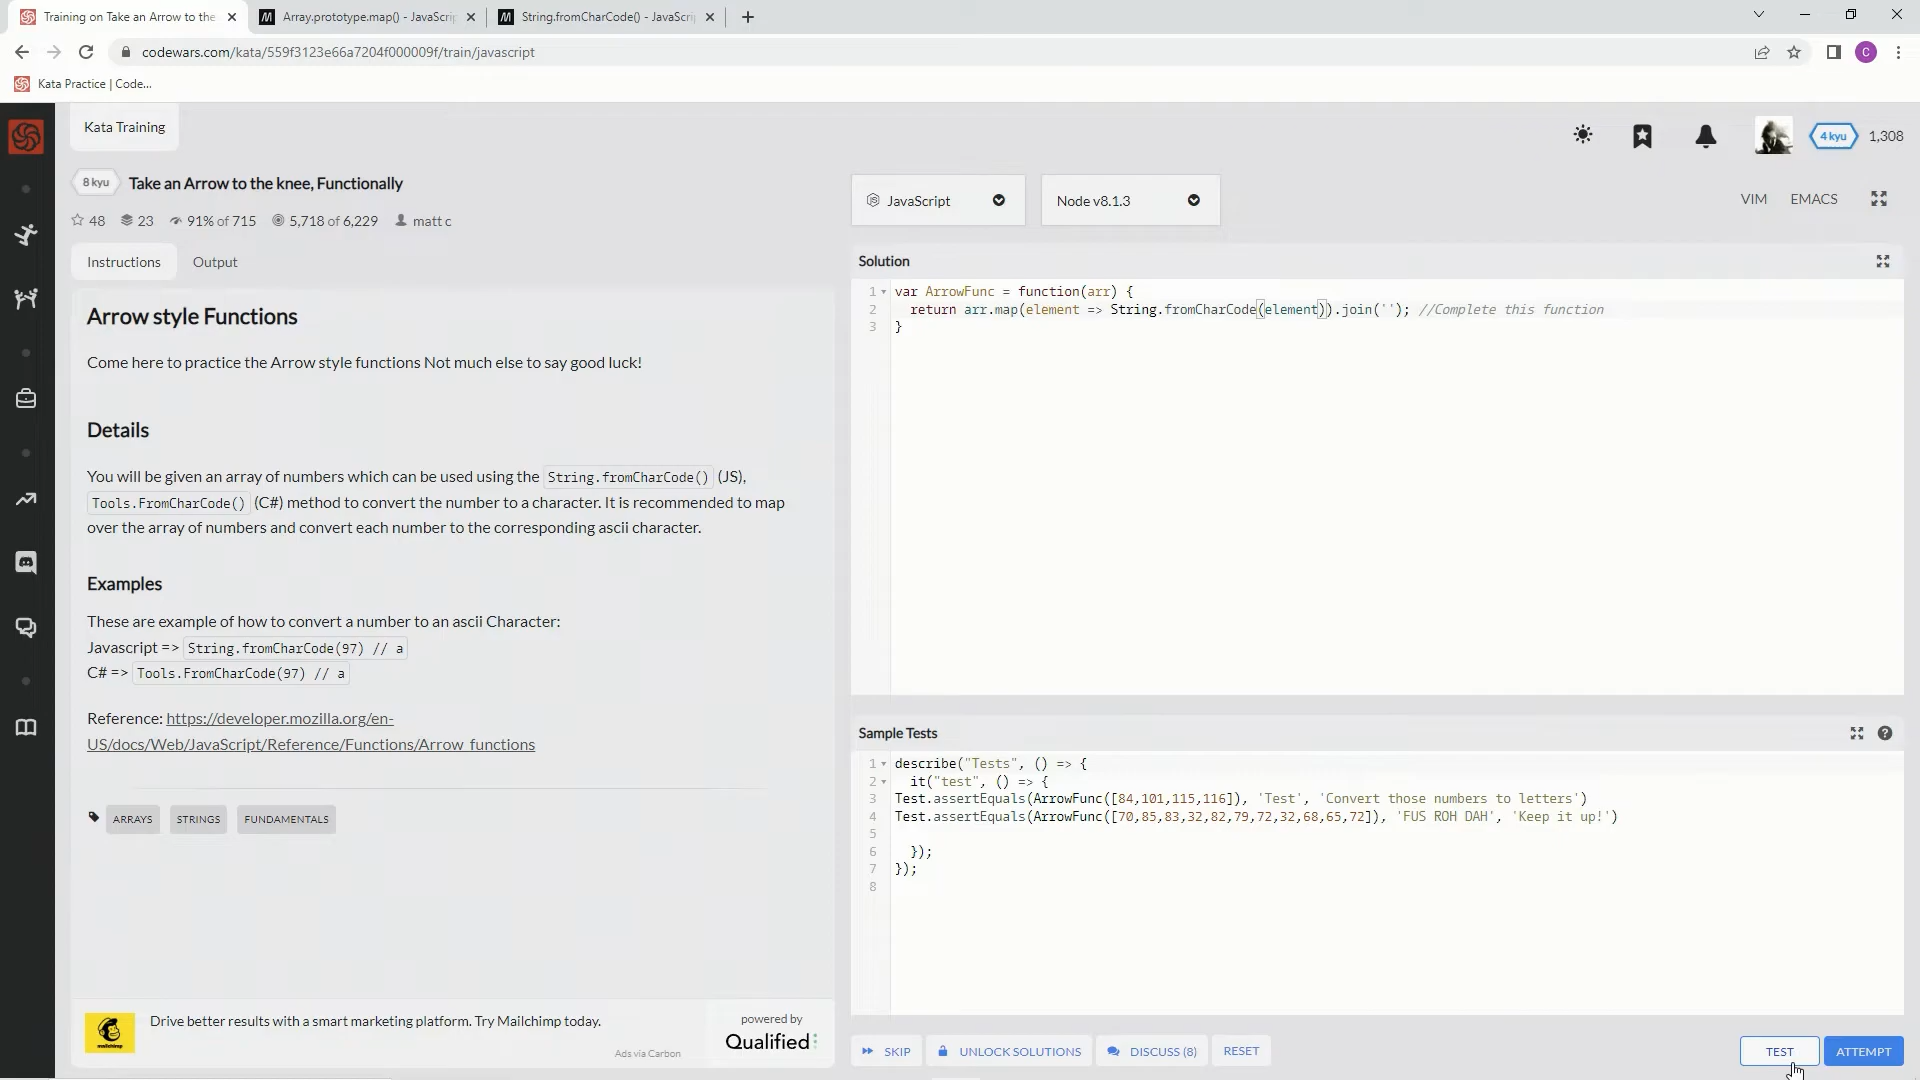 Training on Take an Arrow to the
Array.prototype.map() - JavaScrip
String.fromCharCode() - JavaScri
codewars.com/kata/559f3123e66a7204f000009f/train/javascript
C
Kata Practice | Code...
Kata Training
4 kyu
1,308
8 kyu
Take an Arrow to the knee, Functionally
48 23 91% of 715 5,718 of 6,229 matt c
JavaScript
Node v8.1.3
VIM
EMACS
Instructions
Output
Arrow style Functions
Come here to practice the Arrow style functions Not much else to say good luck!
Details
You will be given an array of numbers which can be used using the String.fromCharCode() (JS),
Tools.FromCharCode() (C#) method to convert the number to a character. It is recommended to map
over the array of numbers and convert each number to the corresponding ascii character.
Examples
These are example of how to convert a number to an ascii Character:
Javascript => String.fromCharCode(97) // a
C# => Tools.FromCharCode(97) // a
Reference: https://developer.mozilla.org/en-
US/docs/Web/JavaScript/Reference/Functions/Arrow_functions
ARRAYS
STRINGS
FUNDAMENTALS
mailchimp
Drive better results with a smart marketing platform. Try Mailchimp today.
Ads via Carbon
powered by
Qualified
Solution
1 var ArrowFunc = function(arr) {
2 return arr.map(element => String.fromCharCode(element)).join(''); //Complete this function
3 }
Sample Tests
1 describe("Tests", () => {
2 it("test", () => {
3 Test.assertEquals(ArrowFunc([84,101,115,116]), 'Test', 'Convert those numbers to letters')
4 Test.assertEquals(ArrowFunc([70,85,83,32,82,79,72,32,68,65,72]), 'FUS ROH DAH', 'Keep it up!')
5
6 });
7 });
8
SKIP
UNLOCK SOLUTIONS
DISCUSS (8)
RESET
TEST
ATTEMPT